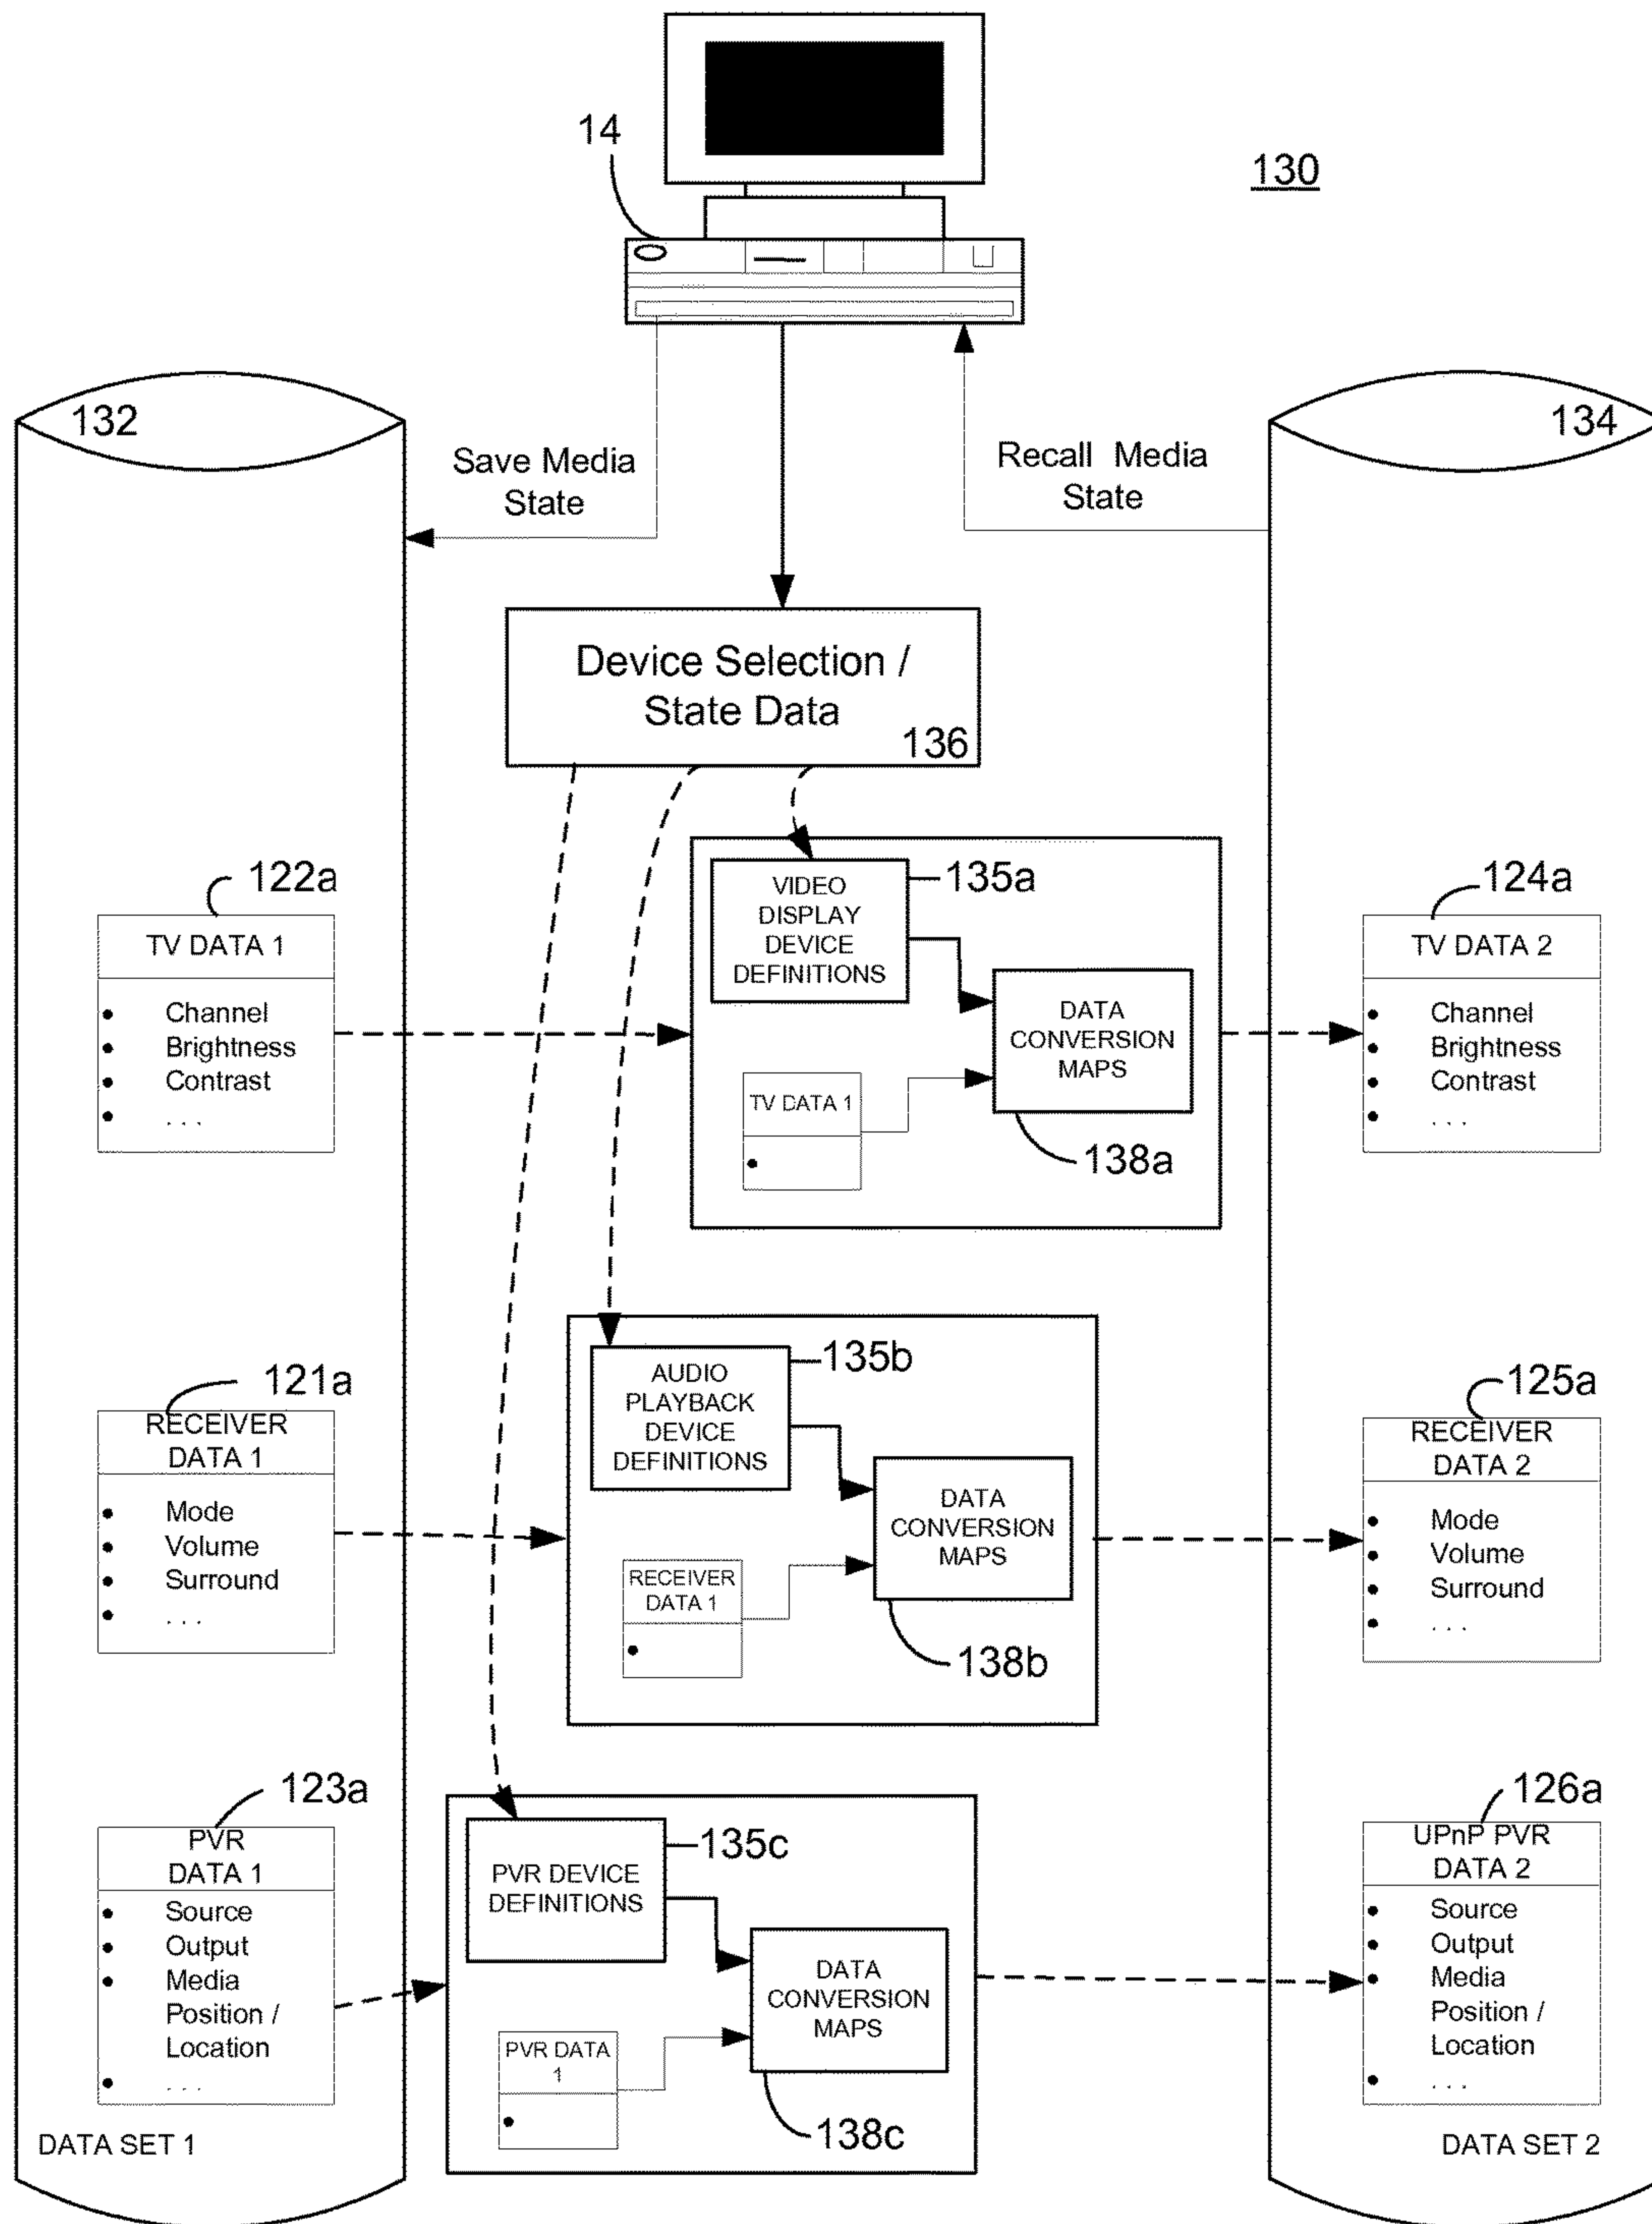 14
130
132
134
Save Media
State
Recall Media
State
Device Selection /
State Data
136
122a
TV DATA 1
• Channel
• Brightness
• Contrast
• . . .
VIDEO
DISPLAY
DEVICE
DEFINITIONS
135a
DATA
CONVERSION
MAPS
TV DATA 1
•
138a
124a
TV DATA 2
• Channel
• Brightness
• Contrast
• . . .
121a
RECEIVER
DATA 1
• Mode
• Volume
• Surround
• . . .
AUDIO
PLAYBACK
DEVICE
DEFINITIONS
135b
DATA
CONVERSION
MAPS
RECEIVER
DATA 1
•
138b
125a
RECEIVER
DATA 2
• Mode
• Volume
• Surround
• . . .
123a
PVR
DATA 1
• Source
• Output
• Media
Position /
Location
• . . .
DATA SET 1
PVR DEVICE
DEFINITIONS
135c
DATA
CONVERSION
MAPS
PVR DATA
1
•
138c
126a
UPnP PVR
DATA 2
• Source
• Output
• Media
Position /
Location
• . . .
DATA SET 2